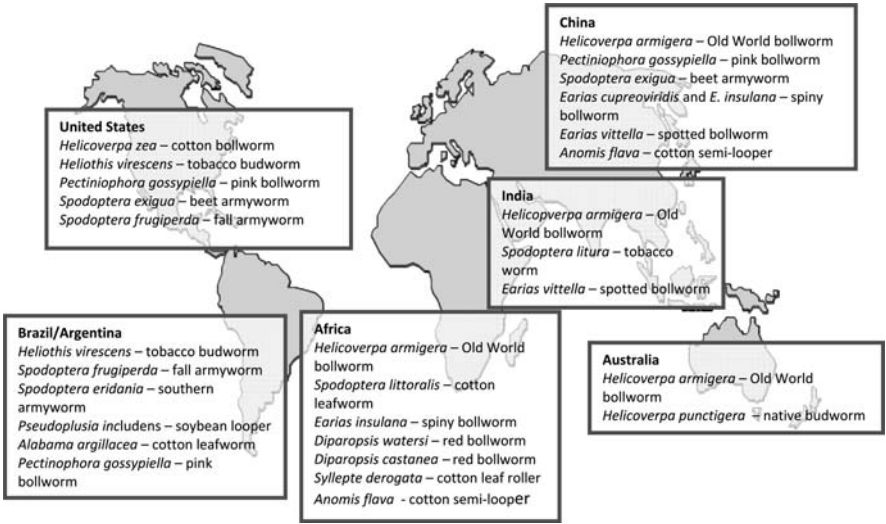 China
Helicoverpa armigera – Old World bollworm
Pectiniophora gossypiella – pink bollworm
Spodoptera exigua – beet armyworm
Earias cupreoviridis and E. insulana – spiny
bollworm
Earias vittella – spotted bollworm
Anomis flava – cotton semi-looper
United States
Helicoverpa zea – cotton bollworm
Heliothis virescens – tobacco budworm
Pectiniophora gossypiella – pink bollworm
Spodoptera exigua – beet armyworm
Spodoptera frugiperda – fall armyworm
India
Helicopverpa armigera – Old
World bollworm
Spodoptera litura – tobacco
worm
Earias vittella – spotted bollworm
Brazil/Argentina
Heliothis virescens – tobacco budworm
Spodoptera frugiperda – fall armyworm
Spodoptera eridania – southern
armyworm
Pseudoplusia includens – soybean looper
Alabama argillacea – cotton leafworm
Pectinophora gossypiella – pink
bollworm
Africa
Helicoverpa armigera – Old World
bollworm
Spodoptera littoralis – cotton
leafworm
Earias insulana – spiny bollworm
Diparopsis watersi – red bollworm
Diparopsis castanea – red bollworm
Syllepte derogata – cotton leaf roller
Anomis flava - cotton semi-looper
Australia
Helicoverpa armigera – Old World
bollworm
Helicoverpa punctigera – native budworm